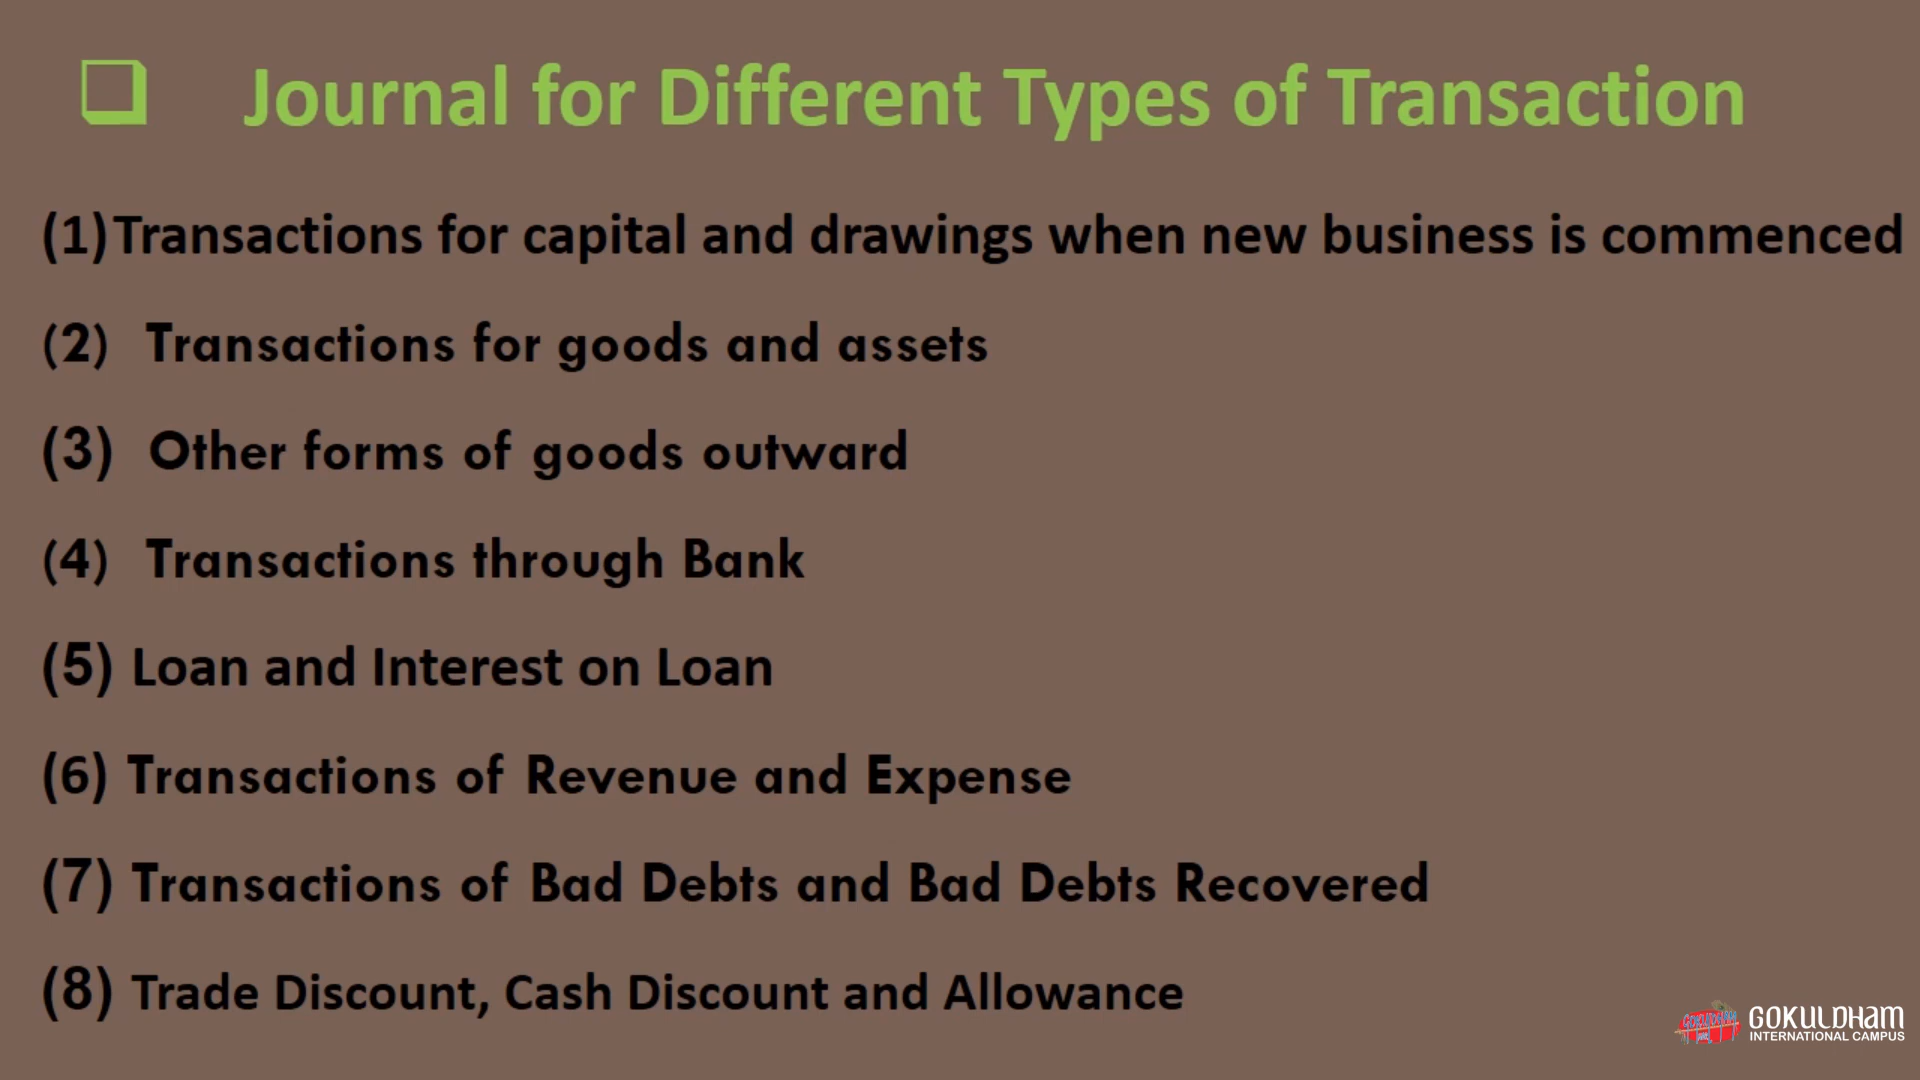 Journal for Different Types of Transaction
(1) Transactions for capital and drawings when new business is commenced
(2) Transactions for goods and assets
(3) Other forms of goods outward
(4) Transactions through Bank
(5) Loan and Interest on Loan
(6) Transactions of Revenue and Expense
(7) Transactions of Bad Debts and Bad Debts Recovered
(8) Trade Discount, Cash Discount and Allowance
GOKULDHAM
GOKULDHAM
INTERNATIONAL CAMPUS